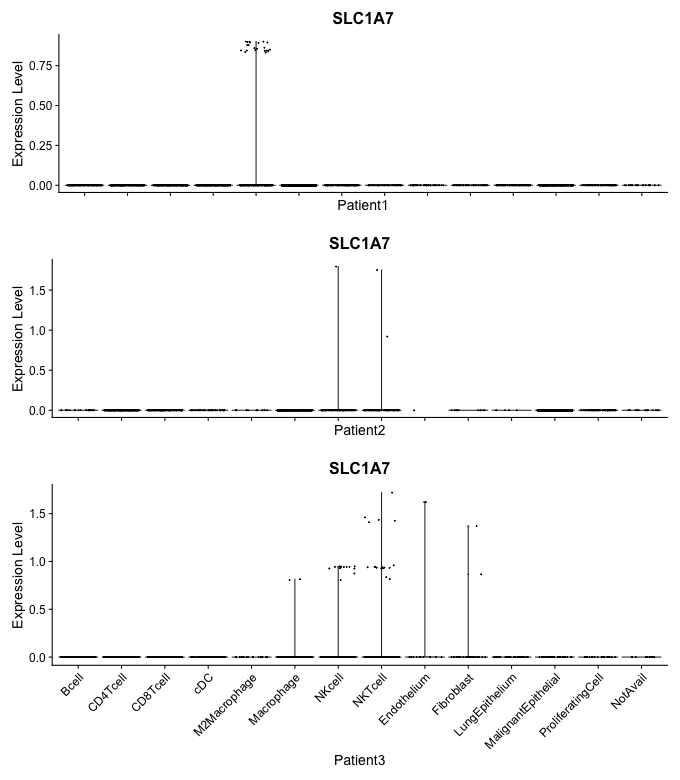 SLC1A7
Expression Level
0.75
0.50
0.25
0.00
Patient1
SLC1A7
Expression Level
1.5
1.0
0.5
0.0
Patient2
SLC1A7
Expression Level
1.5
1.0
0.5
0.0
Bcell
CD4Tcell
CD8Tcell
cDC
M2Macrophage
Macrophage
NKcell
NKTcell
Endothelium
Fibroblast
LungEpithelium
MalignantEpithelial
ProliferatingCell
NotAvail
Patient3